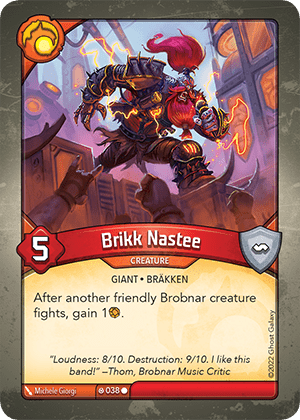 5
Brikk Nastee
CREATURE
GIANT • BRÄKKEN
After another friendly Brobnar creature
fights, gain 1.
"Loudness: 8/10. Destruction: 9/10. I like
this band!" –Thom, Brobnar Music Critic
Michele Giorgi
038
©2022 Ghost Galaxy